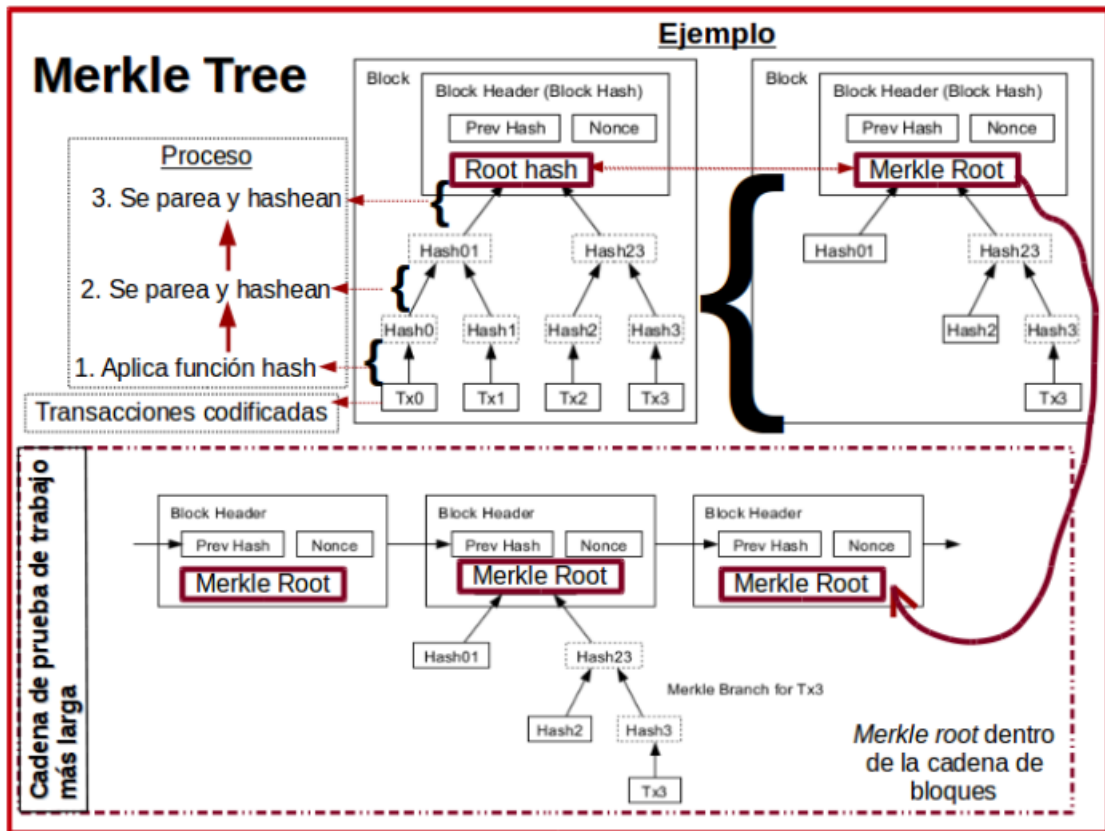 Merkle Tree
Ejemplo
Proceso
3. Se parea y hashean
2. Se parea y hashean
1. Aplica función hash
Transacciones codificadas
Block
Block Header (Block Hash)
Prev Hash
Nonce
Root hash
Hash01
Hash23
Hash0
Hash1
Hash2
Hash3
Tx0
Tx1
Tx2
Tx3
Block
Block Header (Block Hash)
Prev Hash
Nonce
Merkle Root
Hash01
Hash23
Hash2
Hash3
Tx3
Cadena de prueba de trabajo
más larga
Block Header
Prev Hash
Nonce
Merkle Root
Block Header
Prev Hash
Nonce
Merkle Root
Block Header
Prev Hash
Nonce
Merkle Root
Hash01
Hash23
Merkle Branch for Tx3
Hash2
Hash3
Tx3
Merkle root dentro
de la cadena de
bloques